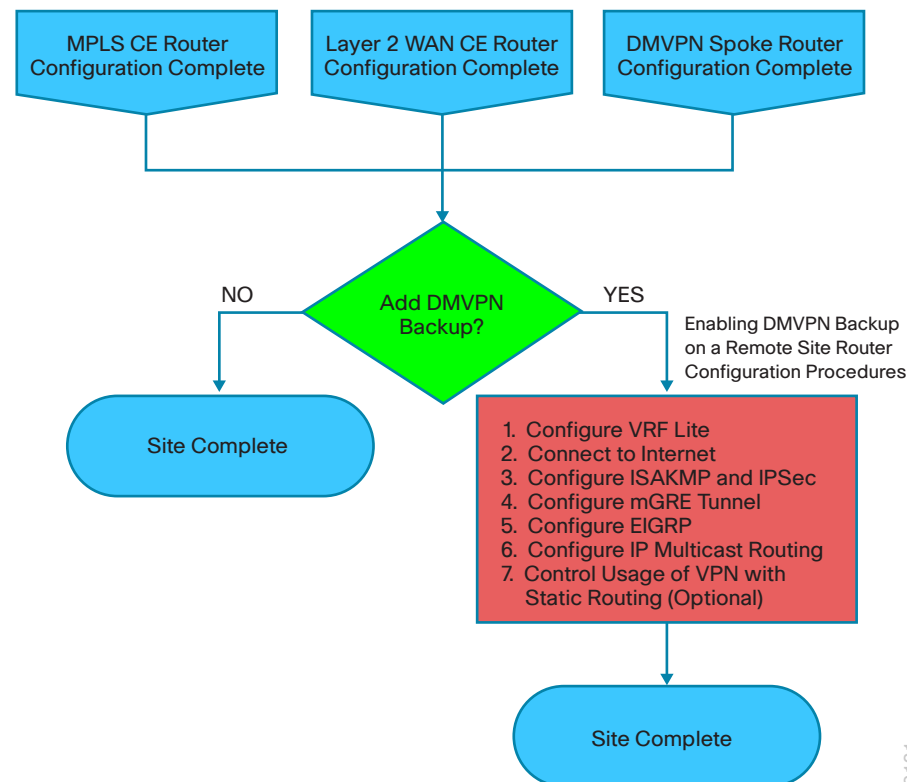 MPLS CE Router
Configuration Complete
Layer 2 WAN CE Router
Configuration Complete
DMVPN Spoke Router
Configuration Complete
Add DMVPN
Backup?
NO
YES
Enabling DMVPN Backup
on a Remote Site Router
Configuration Procedures
Site Complete
1. Configure VRF Lite
2. Connect to Internet
3. Configure ISAKMP and IPSec
4. Configure mGRE Tunnel
5. Configure EIGRP
6. Configure IP Multicast Routing
7. Control Usage of VPN with
Static Routing (Optional)
Site Complete